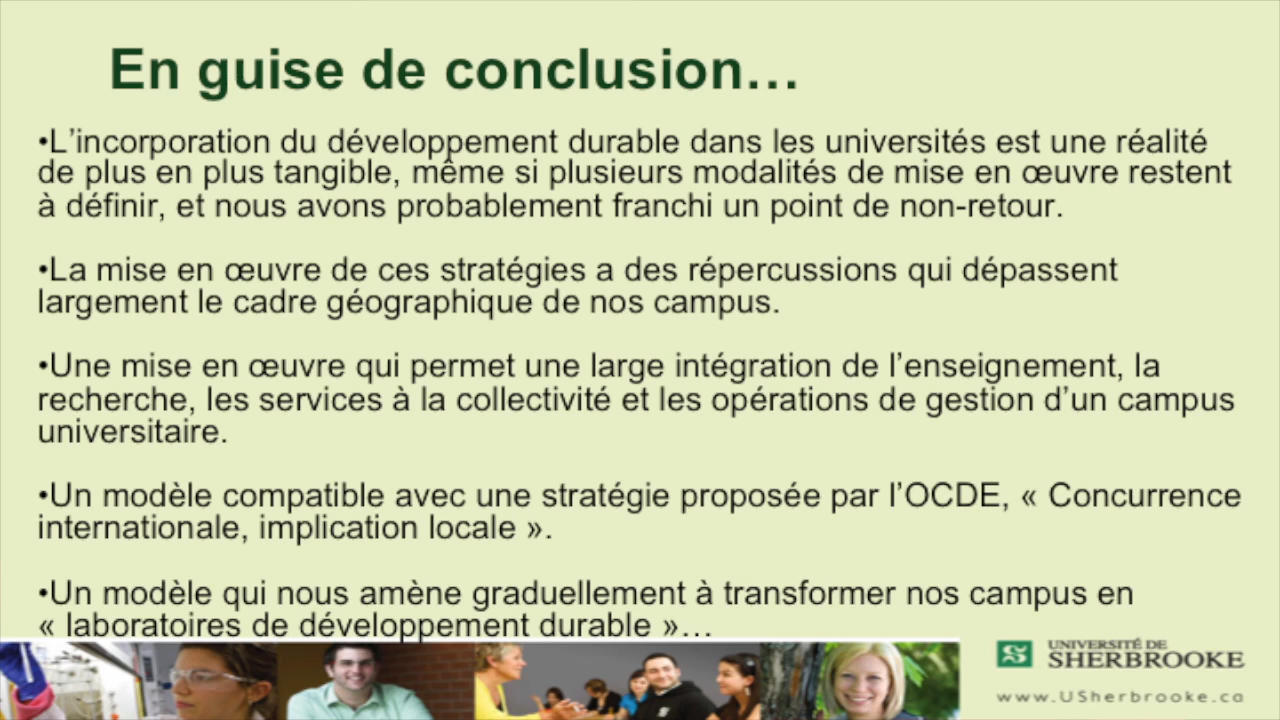 En guise de conclusion…
•L’incorporation du développement durable dans les universités est une réalité
de plus en plus tangible, même si plusieurs modalités de mise en œuvre restent
à définir, et nous avons probablement franchi un point de non-retour.
•La mise en œuvre de ces stratégies a des répercussions qui dépassent
largement le cadre géographique de nos campus.
•Une mise en œuvre qui permet une large intégration de l’enseignement, la
recherche, les services à la collectivité et les opérations de gestion d’un campus
universitaire.
•Un modèle compatible avec une stratégie proposée par l’OCDE, « Concurrence
internationale, implication locale ».
•Un modèle qui nous amène graduellement à transformer nos campus en
« laboratoires de développement durable »…
UNIVERSITÉ DE
SHERBROOKE
www.USherbrooke.ca